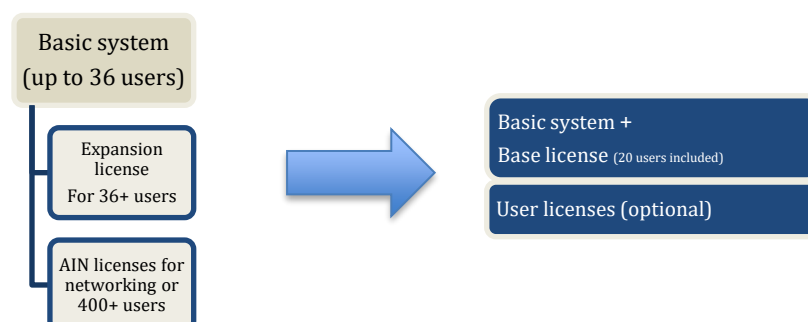 Basic system
(up to 36 users)
Expansion
license
For 36+ users
AIN licenses for
networking or
400+ users
Basic system +
Base license (20 users included)
User licenses (optional)